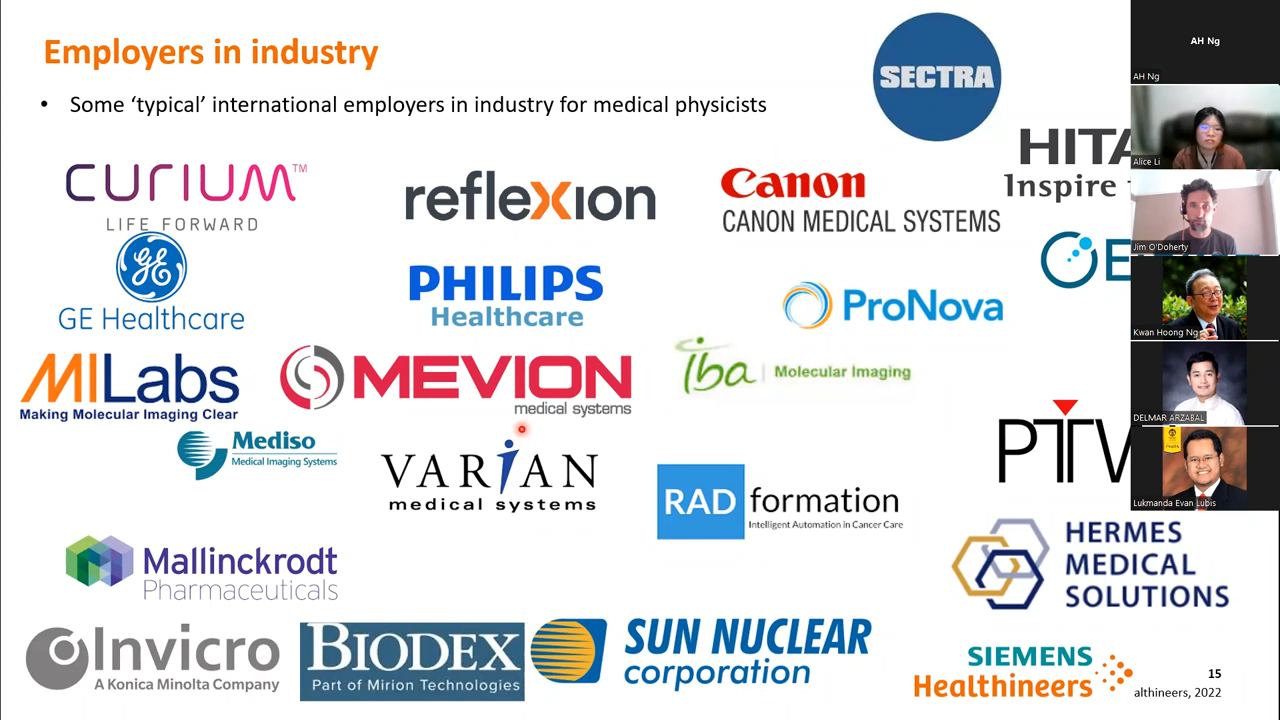 Employers in industry
• Some ‘typical’ international employers in industry for medical physicists
SECTRA
CURIUM™
LIFE FORWARD
reflexion
Canon
CANON MEDICAL SYSTEMS
HITA
Inspire
GE Healthcare
PHILIPS
Healthcare
ProNova
E
MILabs
Making Molecular Imaging Clear
MEVION
medical systems
iba | Molecular Imaging
Mediso
Medical Imaging Systems
VARIAN
medical systems
RAD formation
Intelligent Automation in Cancer Care
PTW
Mallinckrodt
Pharmaceuticals
HERMES
MEDICAL
SOLUTIONS
Invicro
A Konica Minolta Company
BIODEX
Part of Mirion Technologies
SUN NUCLEAR
corporation
SIEMENS
Healthineers
15
althineers, 2022
AH Ng
AH Ng
Alice Li
Jim O'Doherty
Kwan Hoong Ng
DELMAR ARZABAL
Lukmanda Evan Lubis